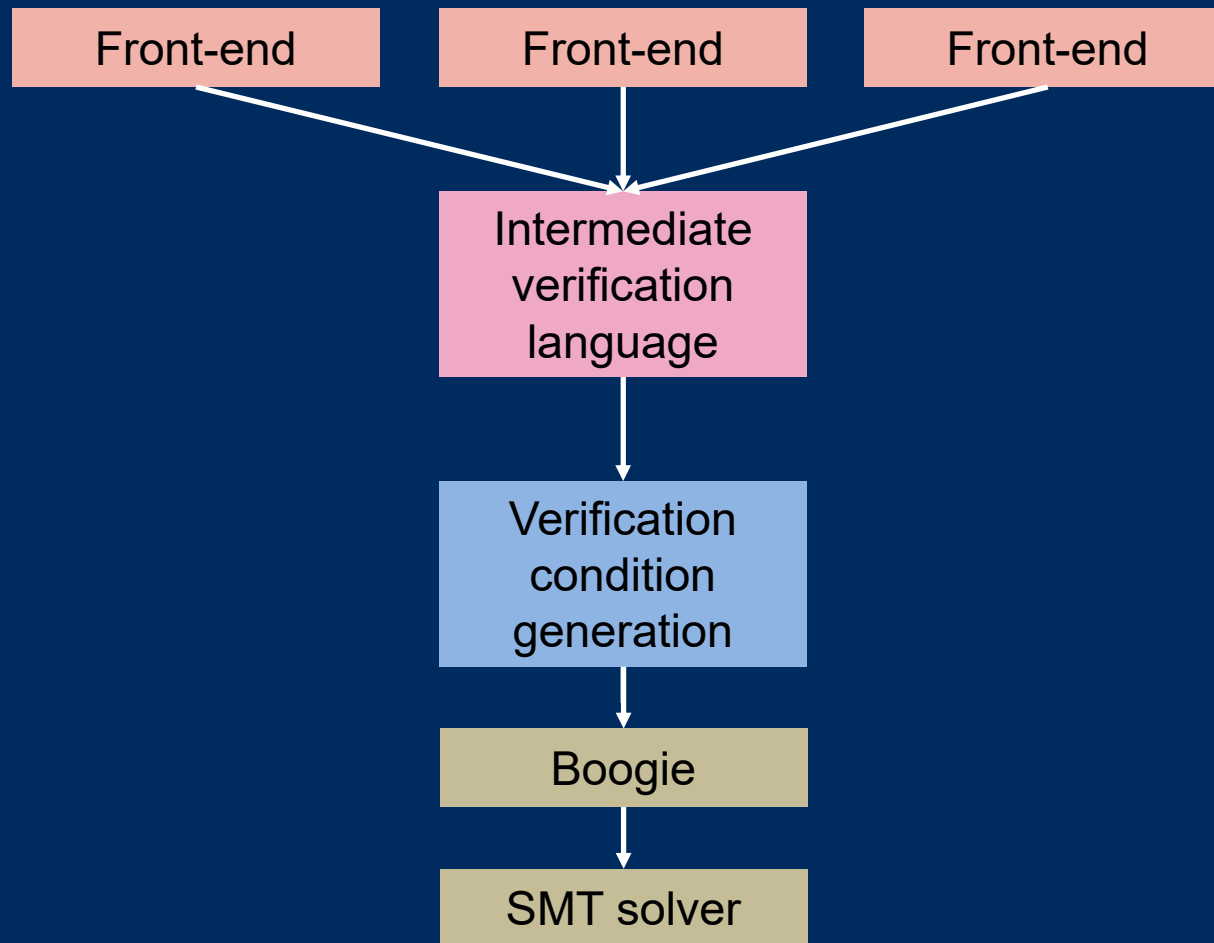 Front-end
Front-end
Front-end
Intermediate
verification
language
Verification
condition
generation
Boogie
SMT solver